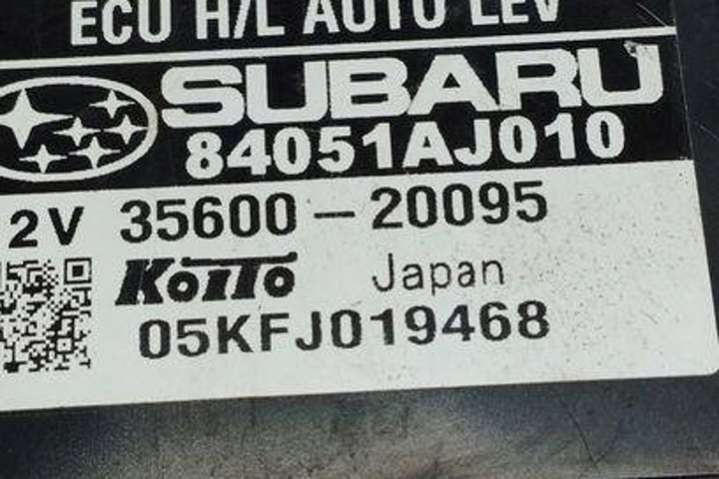 ECU H/L AUTO LEV
SUBARU
84051AJ010
2V 35600-20095
KOITO Japan
05KFJ019468